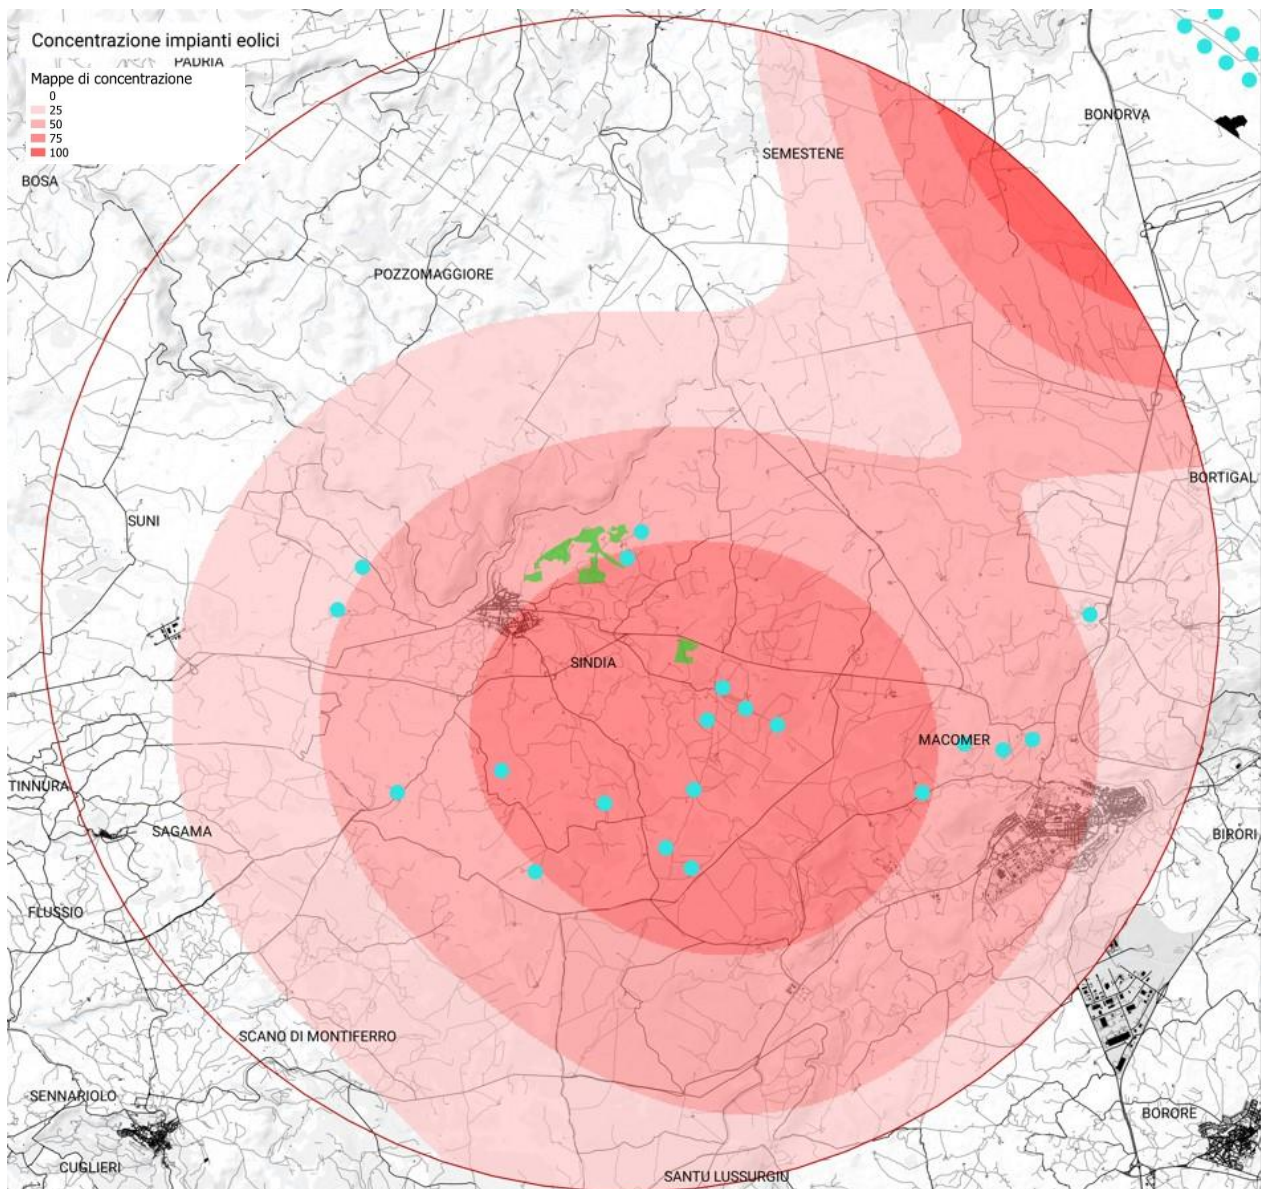 Concentrazione impianti eolici
PADRIA
Mappe di concentrazione
0
25
50
75
100
BONORVA
SEMESTENE
BOSA
POZZOMAGGIORE
BORTIGAL
SUNI
SINDIA
MACOMER
TINNURA
SAGAMA
BIRORI
FLUSSIO
SCANO DI MONTIFERRO
SENNARIOLO
BORORE
CUGLIERI
SANTU LUSSURGIU